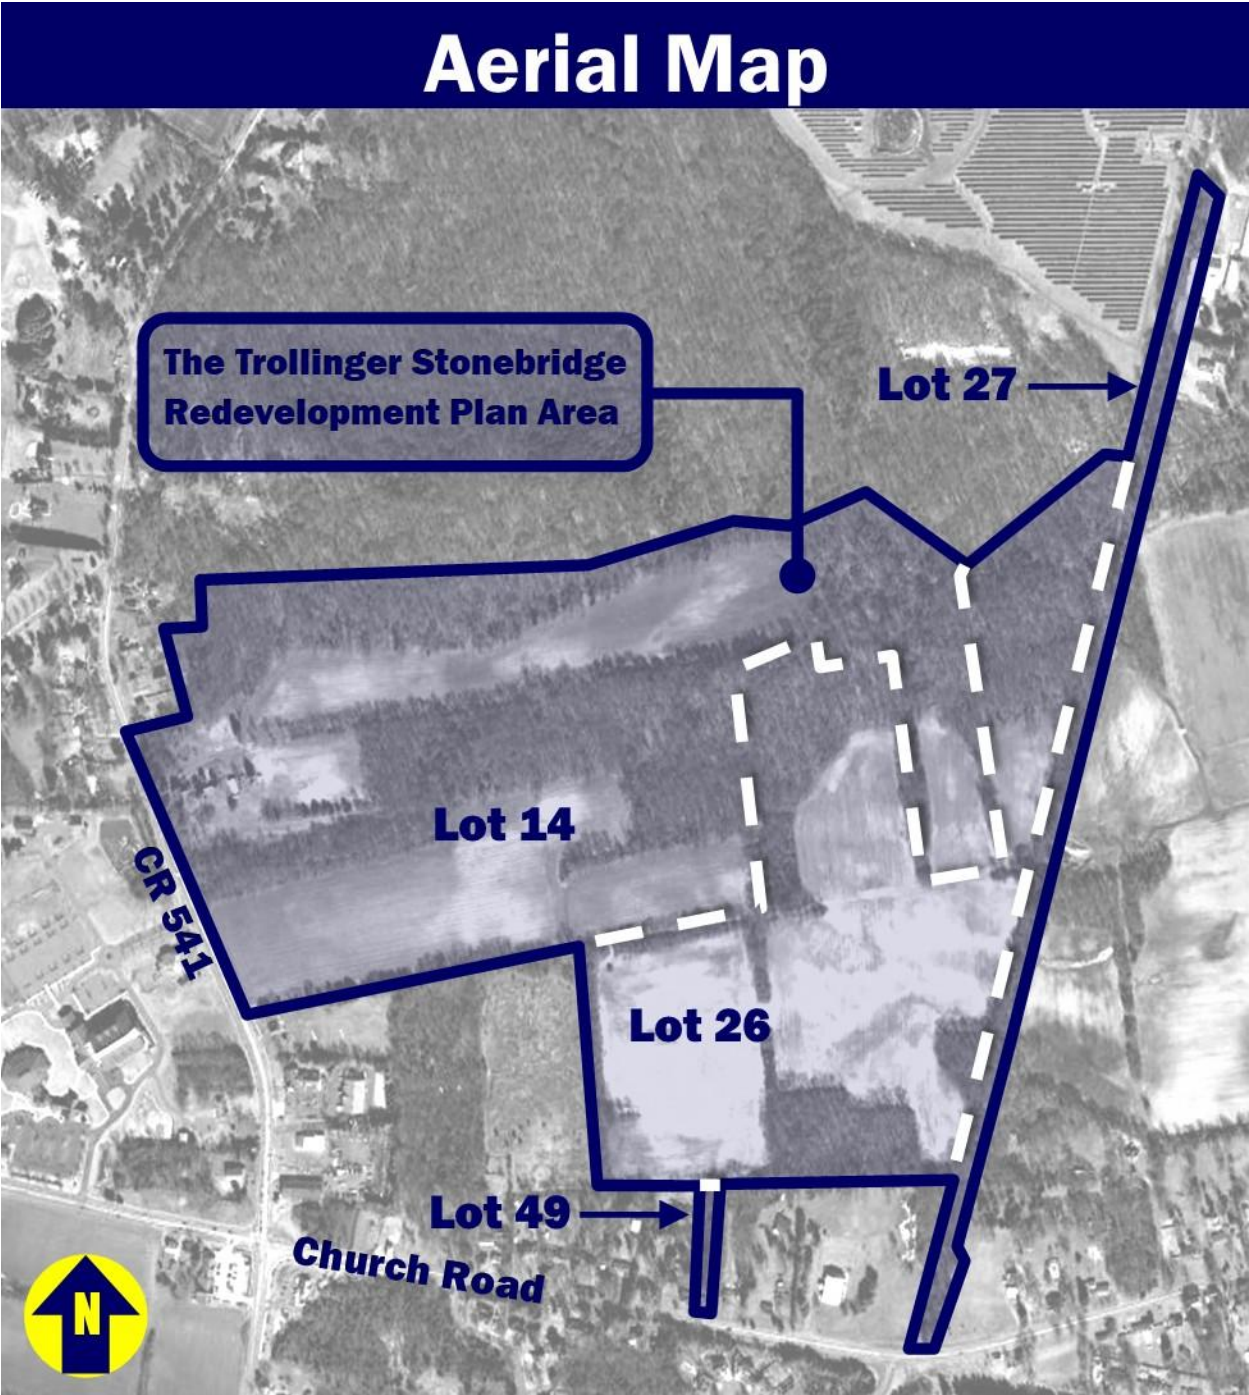 Aerial Map
The Trollinger Stonebridge
Redevelopment Plan Area
Lot 27
Lot 14
CR 541
Lot 26
Lot 49
Church Road
N